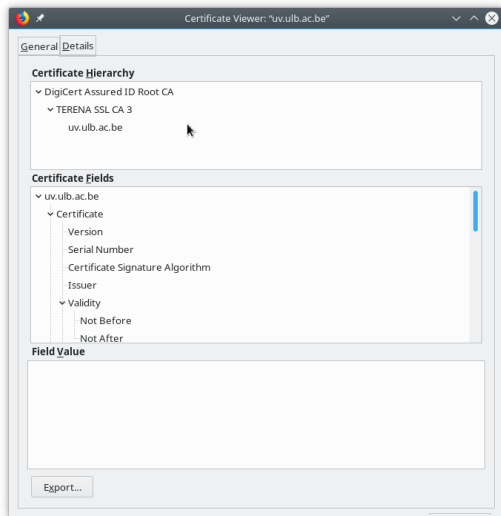 Certificate Viewer: “uv.ulb.ac.be”
General Details
Certificate Hierarchy
DigiCert Assured ID Root CA
TERENA SSL CA 3
uv.ulb.ac.be
Certificate Fields
uv.ulb.ac.be
Certificate
Version
Serial Number
Certificate Signature Algorithm
Issuer
Validity
Not Before
Not After
Field Value
Export...